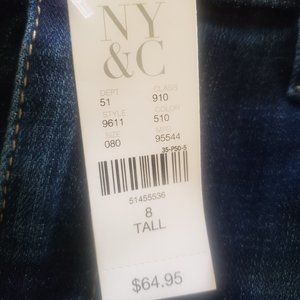 NY
&C
DEPT CLASS
51 910
STYLE COLOR
9611 510
SIZE MFG
080 95544
35-P50-5
51455536
8
TALL
$64.95